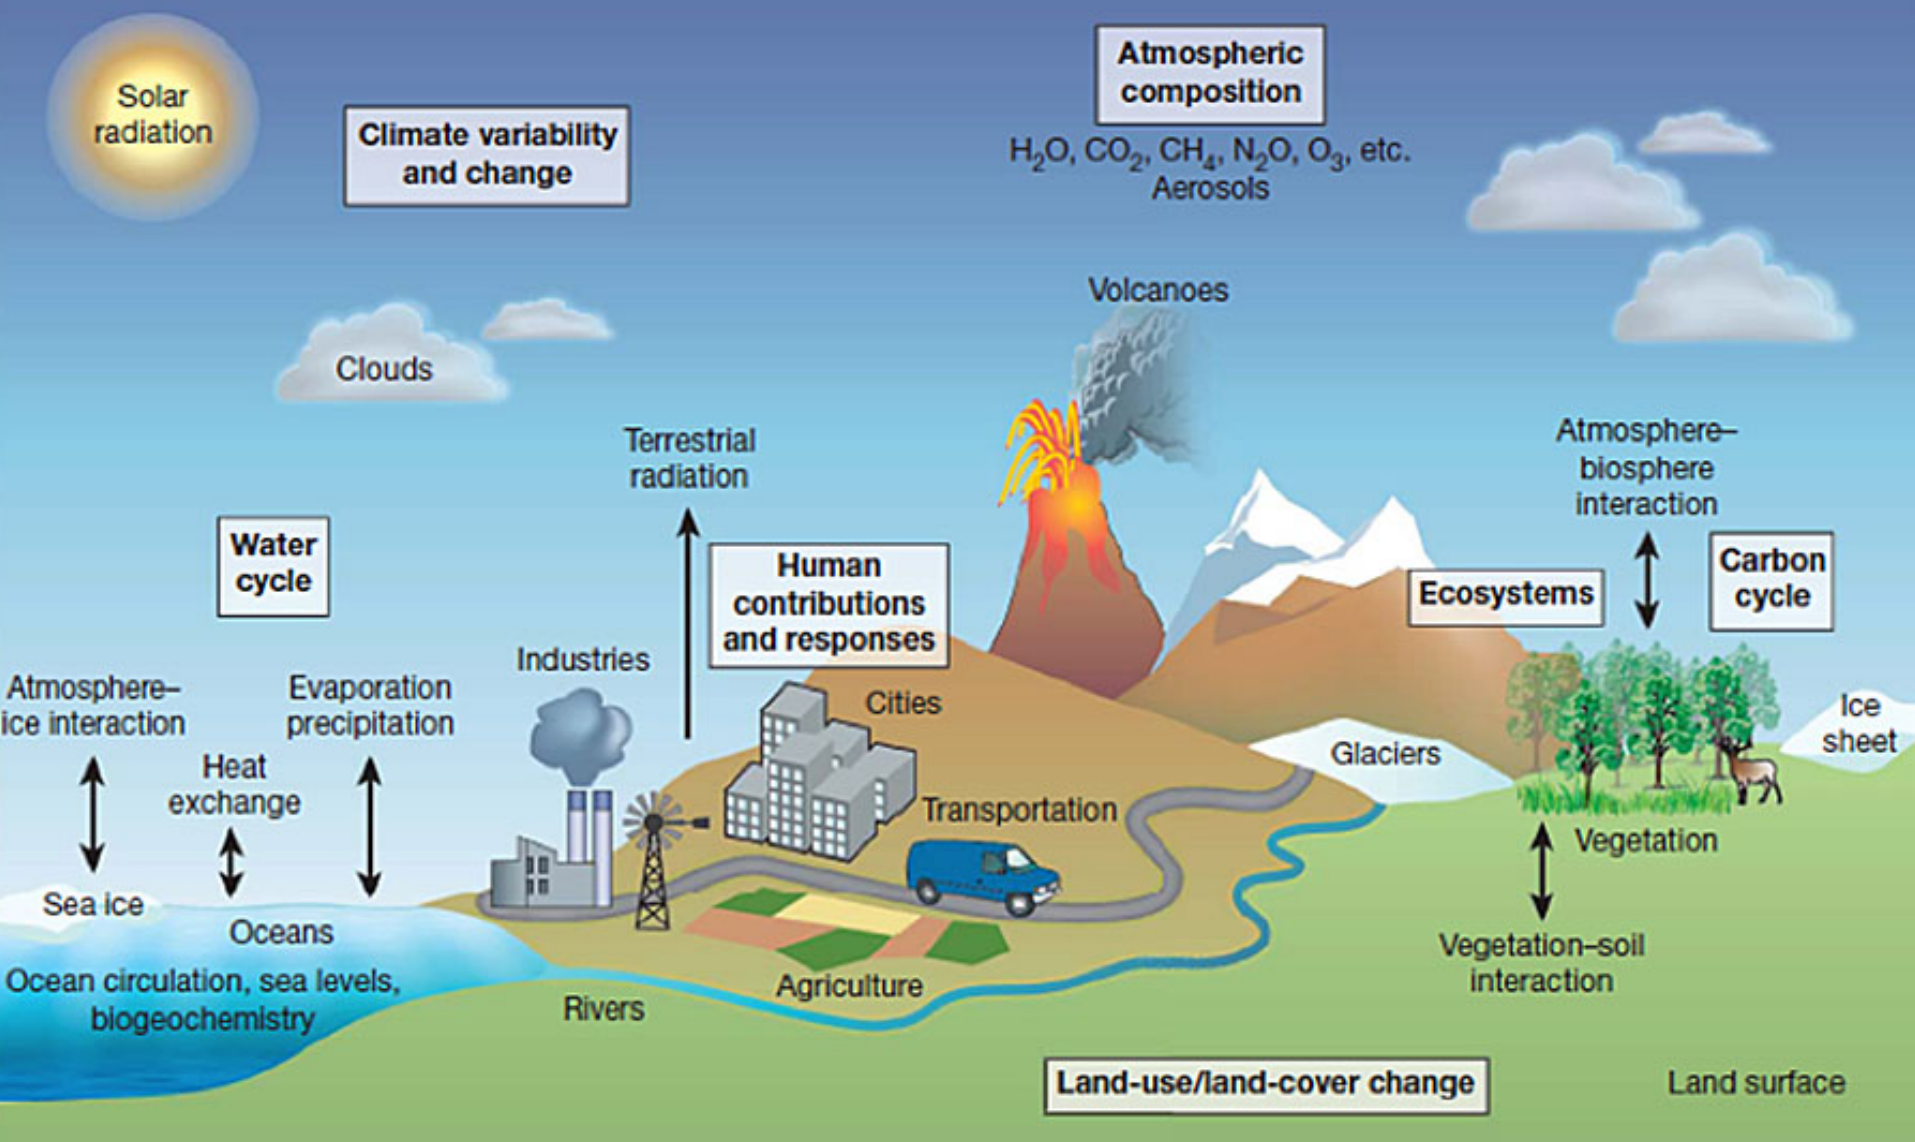 Solar
radiation
Climate variability
and change
Atmospheric
composition
H₂O, CO₂, CH₄, N₂O, O₃, etc.
Aerosols
Volcanoes
Clouds
Terrestrial
radiation
Atmosphere–
biosphere
interaction
Water
cycle
Human
contributions
and responses
Ecosystems
Carbon
cycle
Industries
Atmosphere–
ice interaction
Evaporation
precipitation
Heat
exchange
Cities
Glaciers
Ice
sheet
Transportation
Vegetation
Sea ice
Oceans
Ocean circulation, sea levels,
biogeochemistry
Rivers
Agriculture
Vegetation–soil
interaction
Land-use/land-cover change
Land surface